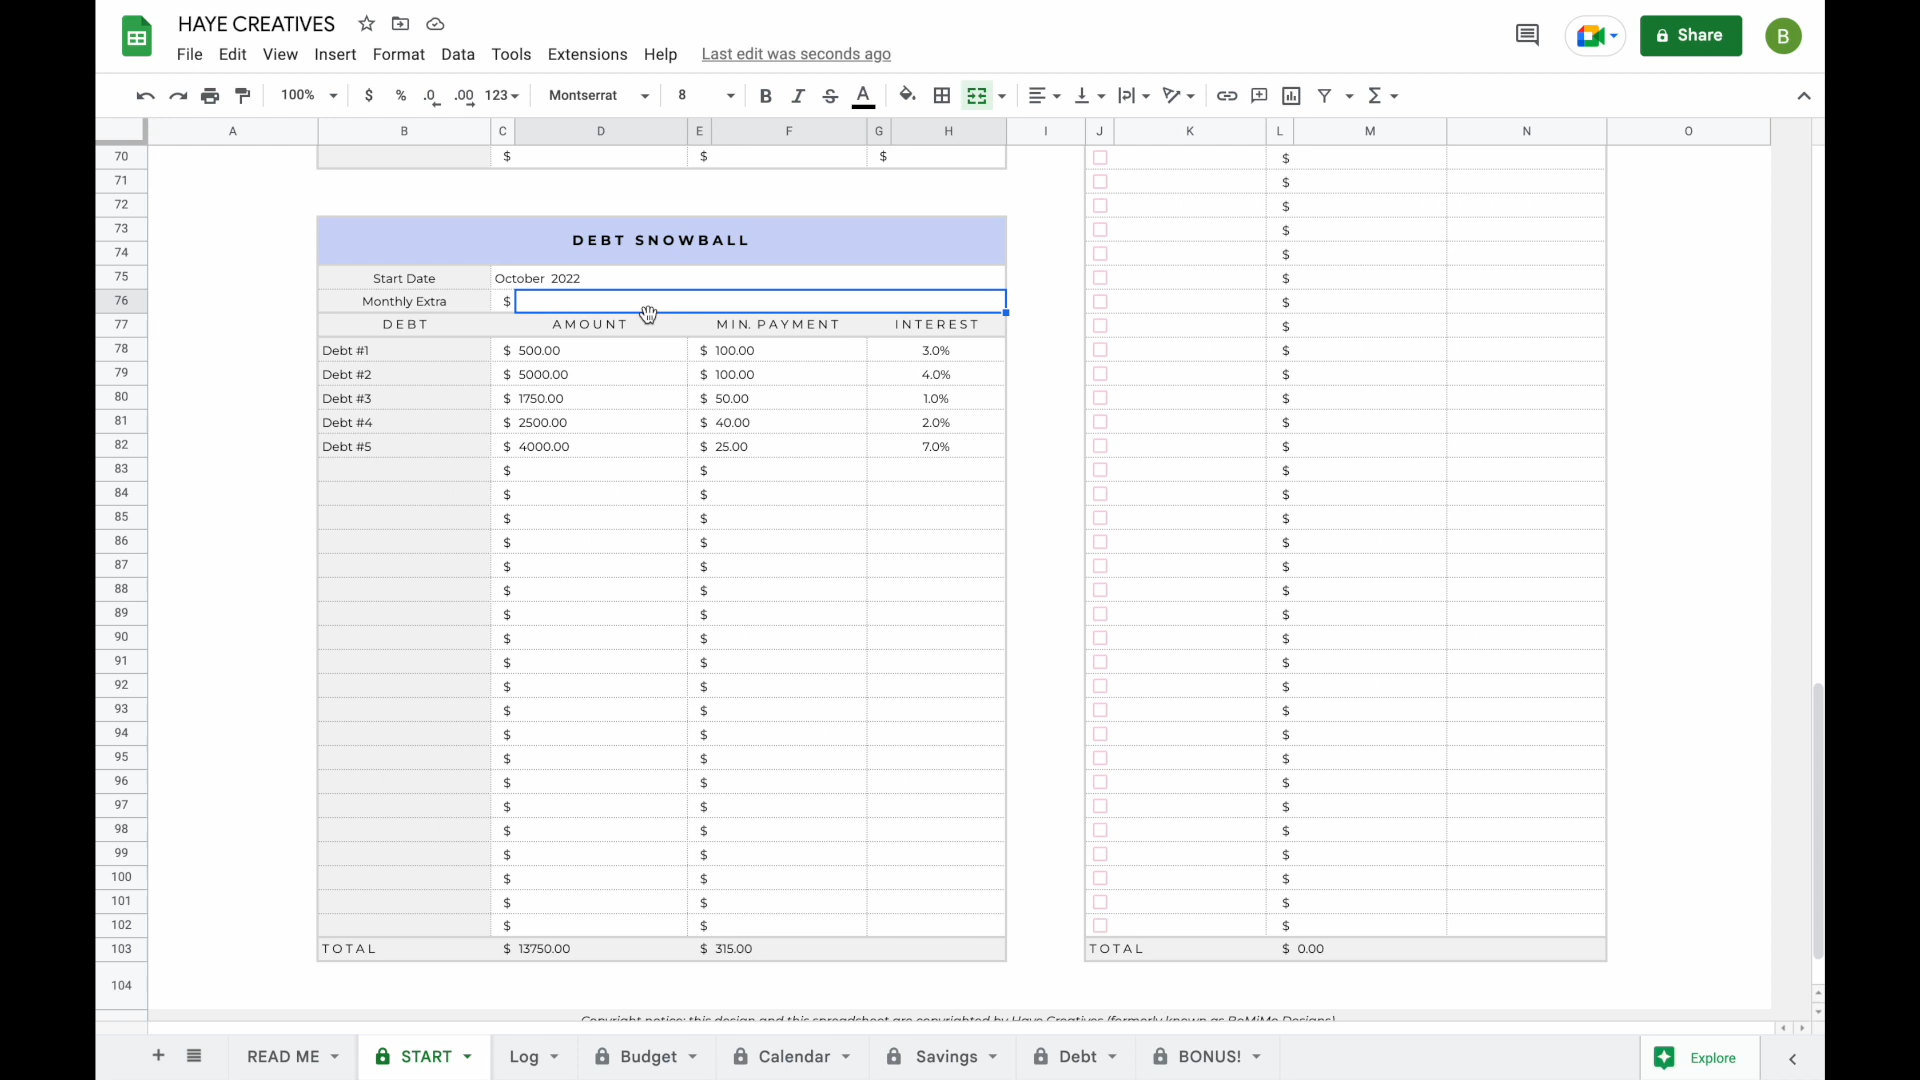 HAYE CREATIVES
File Edit View Insert Format Data Tools Extensions Help Last edit was seconds ago
Share
B
100% $ % .0 .00 123 Montserrat 8 B I S A
A B C D E F G H I J K L M N O
70 $ $ $ $
71 $
72 $
73 $
DEBT SNOWBALL
74 $
75 Start Date October 2022 $
76 Monthly Extra $ $
77 DEBT AMOUNT MIN. PAYMENT INTEREST $
78 Debt #1 $ 500.00 $ 100.00 3.0% $
79 Debt #2 $ 5000.00 $ 100.00 4.0% $
80 Debt #3 $ 1750.00 $ 50.00 1.0% $
81 Debt #4 $ 2500.00 $ 40.00 2.0% $
82 Debt #5 $ 4000.00 $ 25.00 7.0% $
83 $ $ $
84 $ $ $
85 $ $ $
86 $ $ $
87 $ $ $
88 $ $ $
89 $ $ $
90 $ $ $
91 $ $ $
92 $ $ $
93 $ $ $
94 $ $ $
95 $ $ $
96 $ $ $
97 $ $ $
98 $ $ $
99 $ $ $
100 $ $ $
101 $ $ $
102 $ $ $
103 TOTAL $ 13750.00 $ 315.00 TOTAL $ 0.00
104
Copyright notice: this design and this spreadsheet are copyrighted by Haye Creatives (formerly known as BoMiMo Designs)
READ ME START Log Budget Calendar Savings Debt BONUS! Explore